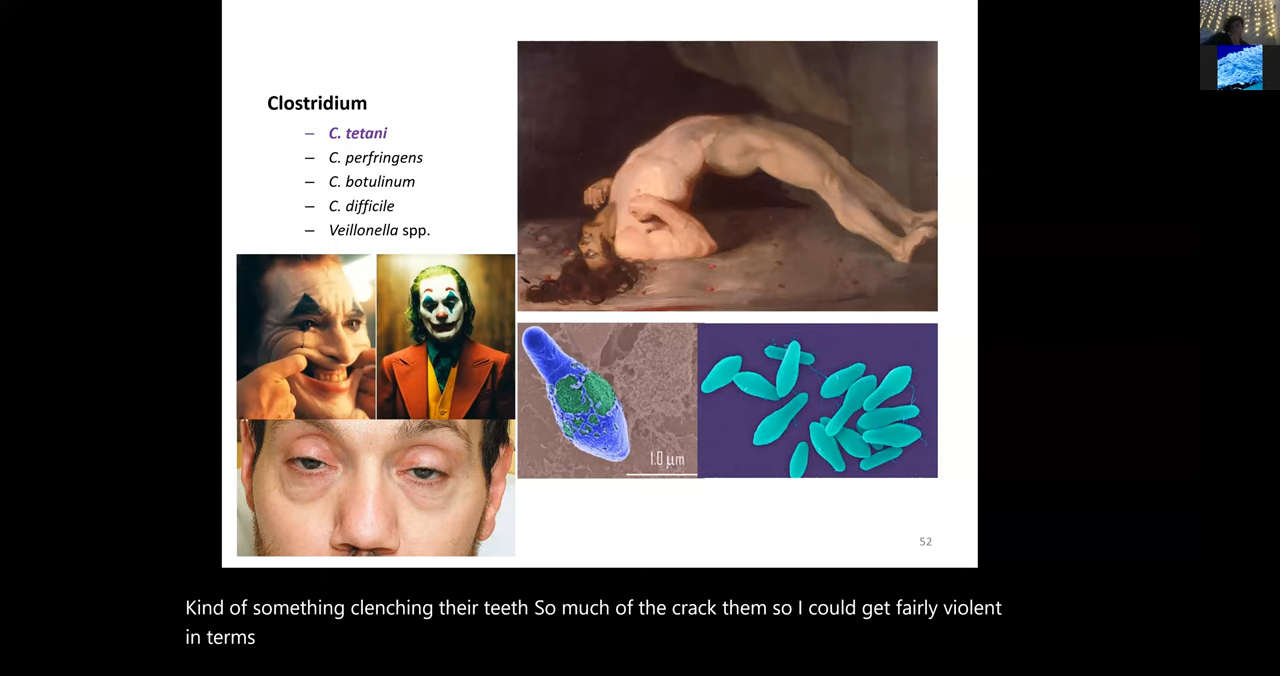 Clostridium
– C. tetani
– C. perfringens
– C. botulinum
– C. difficile
– Veillonella spp.
1.0 μm
52
Kind of something clenching their teeth So much of the crack them so I could get fairly violent
in terms